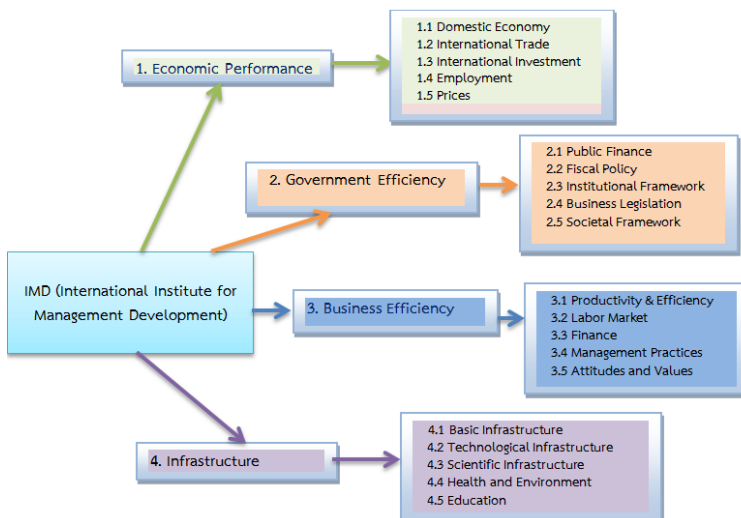 1. Economic Performance
1.1 Domestic Economy
1.2 International Trade
1.3 International Investment
1.4 Employment
1.5 Prices
2. Government Efficiency
2.1 Public Finance
2.2 Fiscal Policy
2.3 Institutional Framework
2.4 Business Legislation
2.5 Societal Framework
IMD (International Institute for
Management Development)
3. Business Efficiency
3.1 Productivity & Efficiency
3.2 Labor Market
3.3 Finance
3.4 Management Practices
3.5 Attitudes and Values
4. Infrastructure
4.1 Basic Infrastructure
4.2 Technological Infrastructure
4.3 Scientific Infrastructure
4.4 Health and Environment
4.5 Education